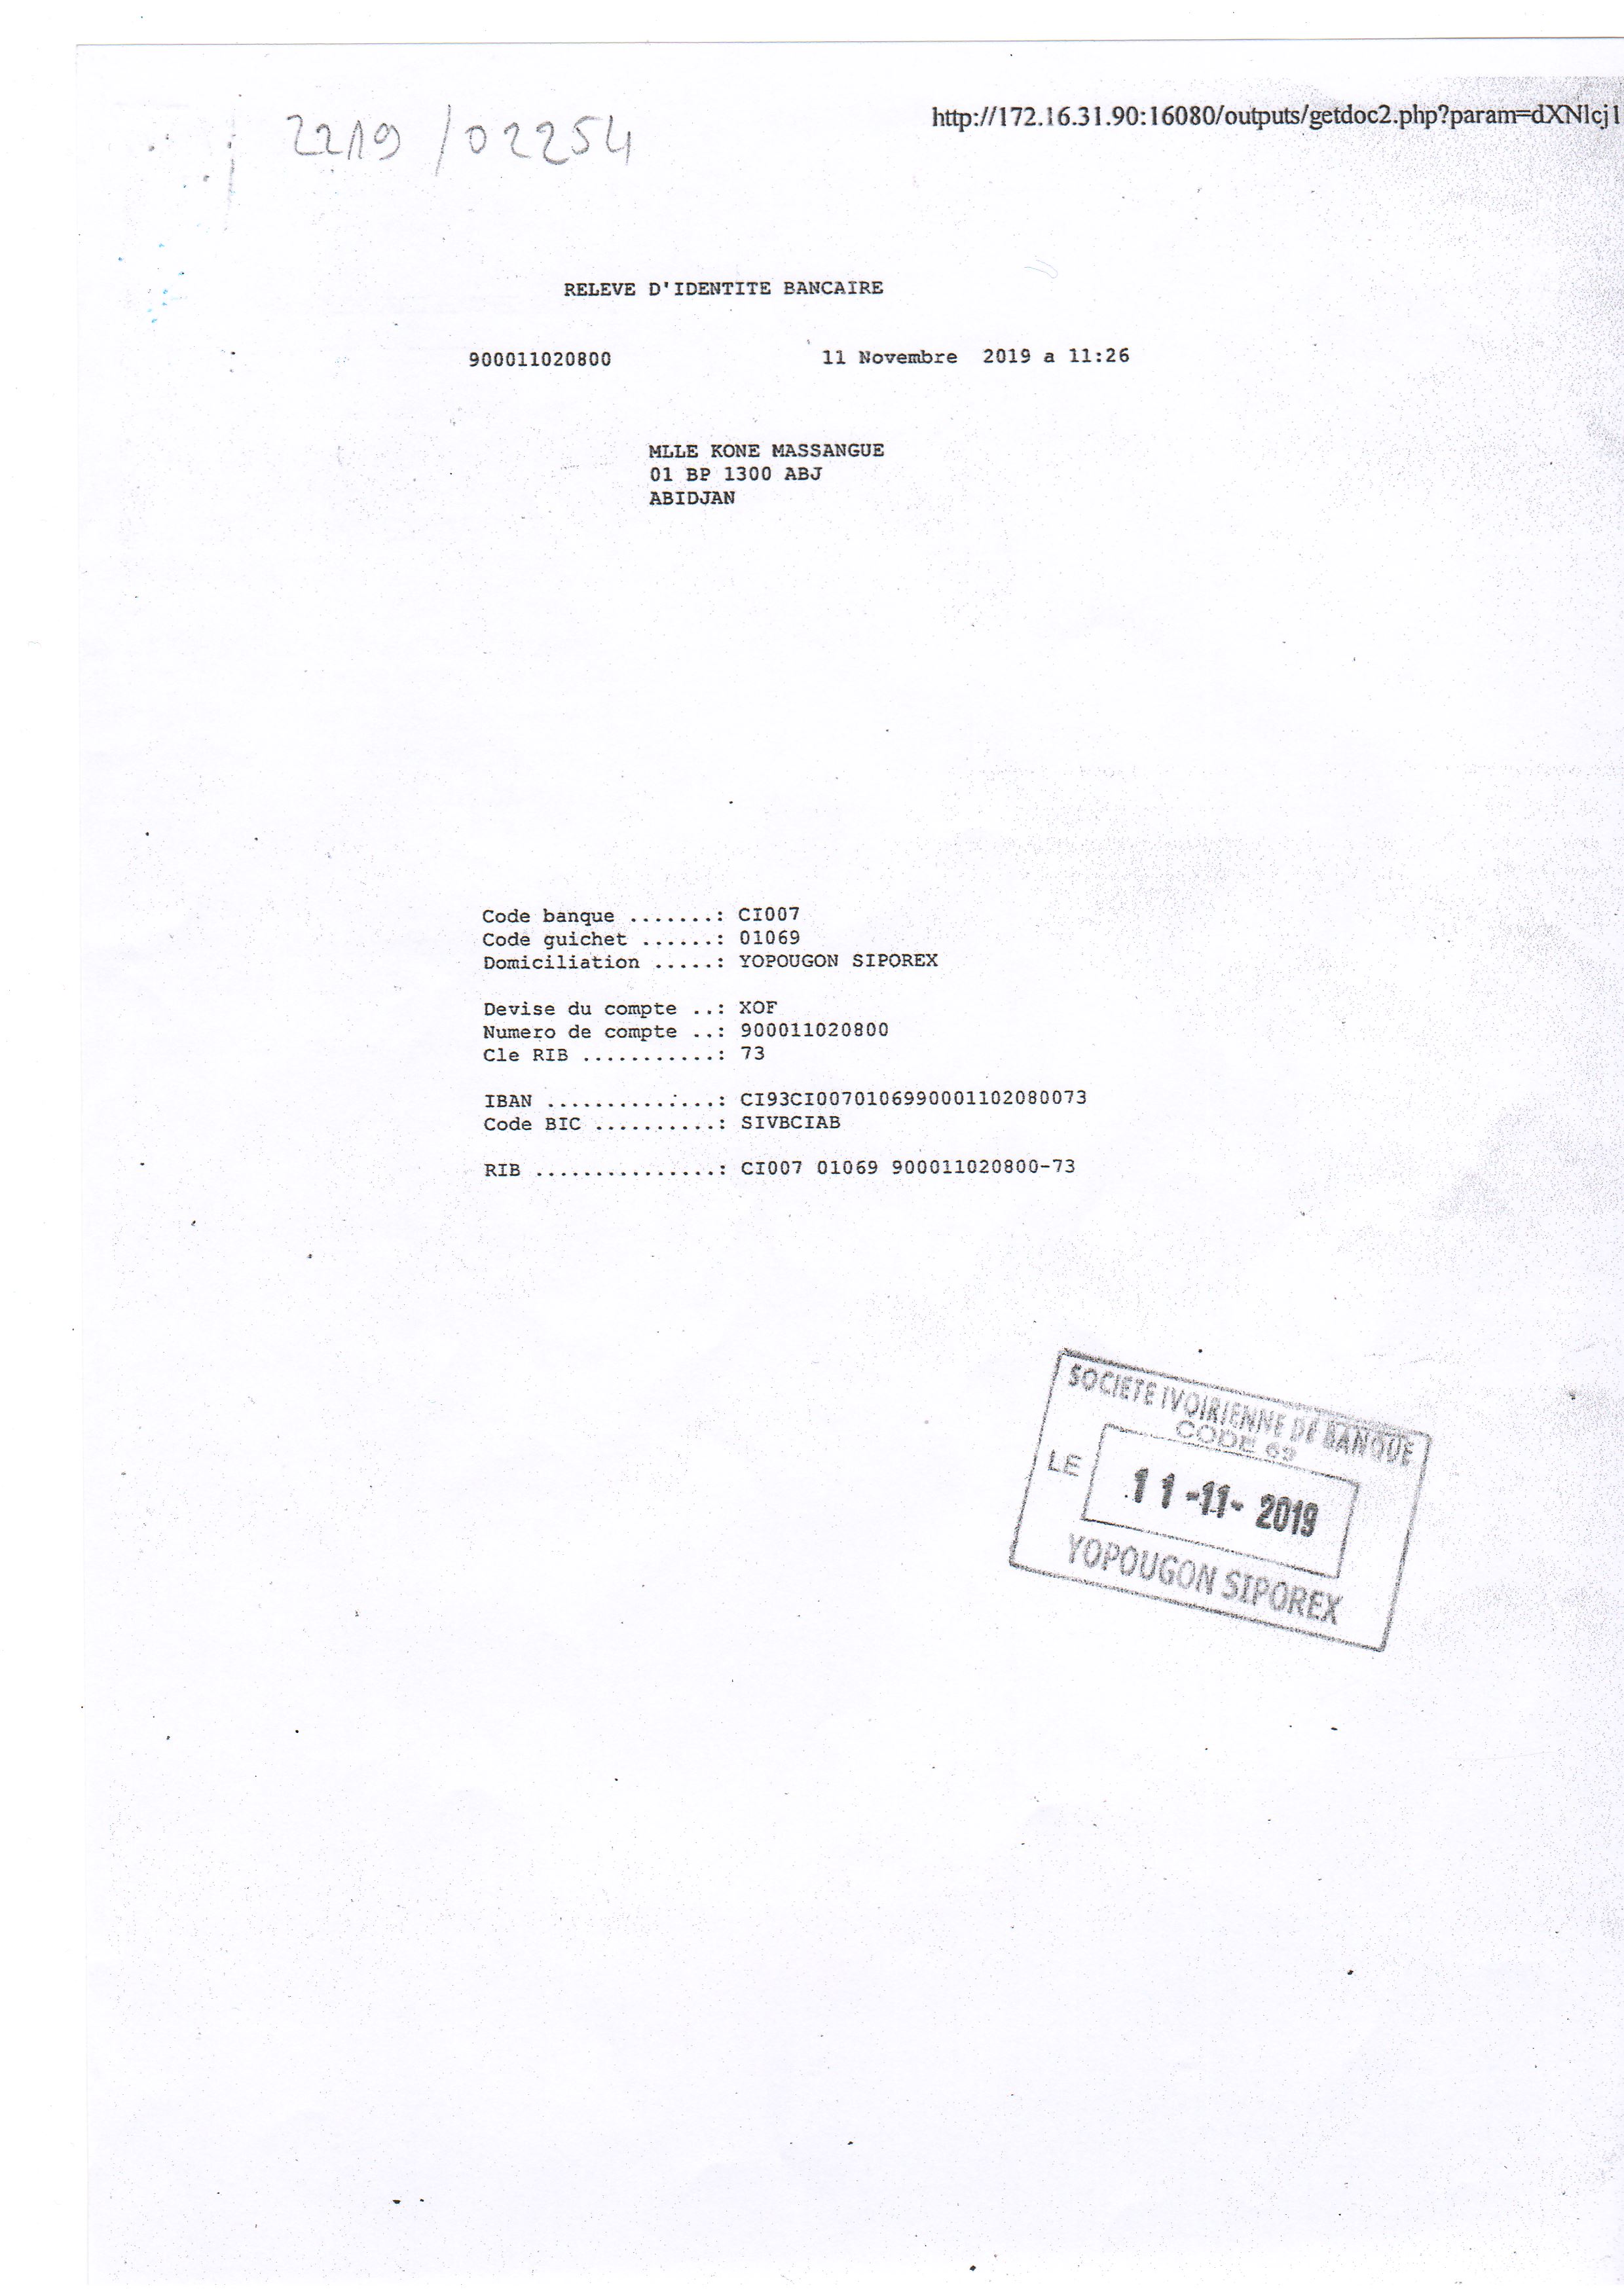 2219 / 02254
http://172.16.31.90:16080/outputs/getdoc2.php?param=dXNlcj1
RELEVE D'IDENTITE BANCAIRE
900011020800 11 Novembre 2019 a 11:26
MLLE KONE MASSANGUE
01 BP 1300 ABJ
ABIDJAN
Code banque .......: CI007
Code guichet ......: 01069
Domiciliation .....: YOPOUGON SIPOREX
Devise du compte ..: XOF
Numero de compte ..: 900011020800
Cle RIB ...........: 73
IBAN ..............: CI93CI0070106990001102080073
Code BIC ..........: SIVBCIAB
RIB ...............: CI007 01069 900011020800-73
SOCIETE IVOIRIENNE DE BANQUE
CODE 69
LE 11-11-2019
YOPOUGON SIPOREX